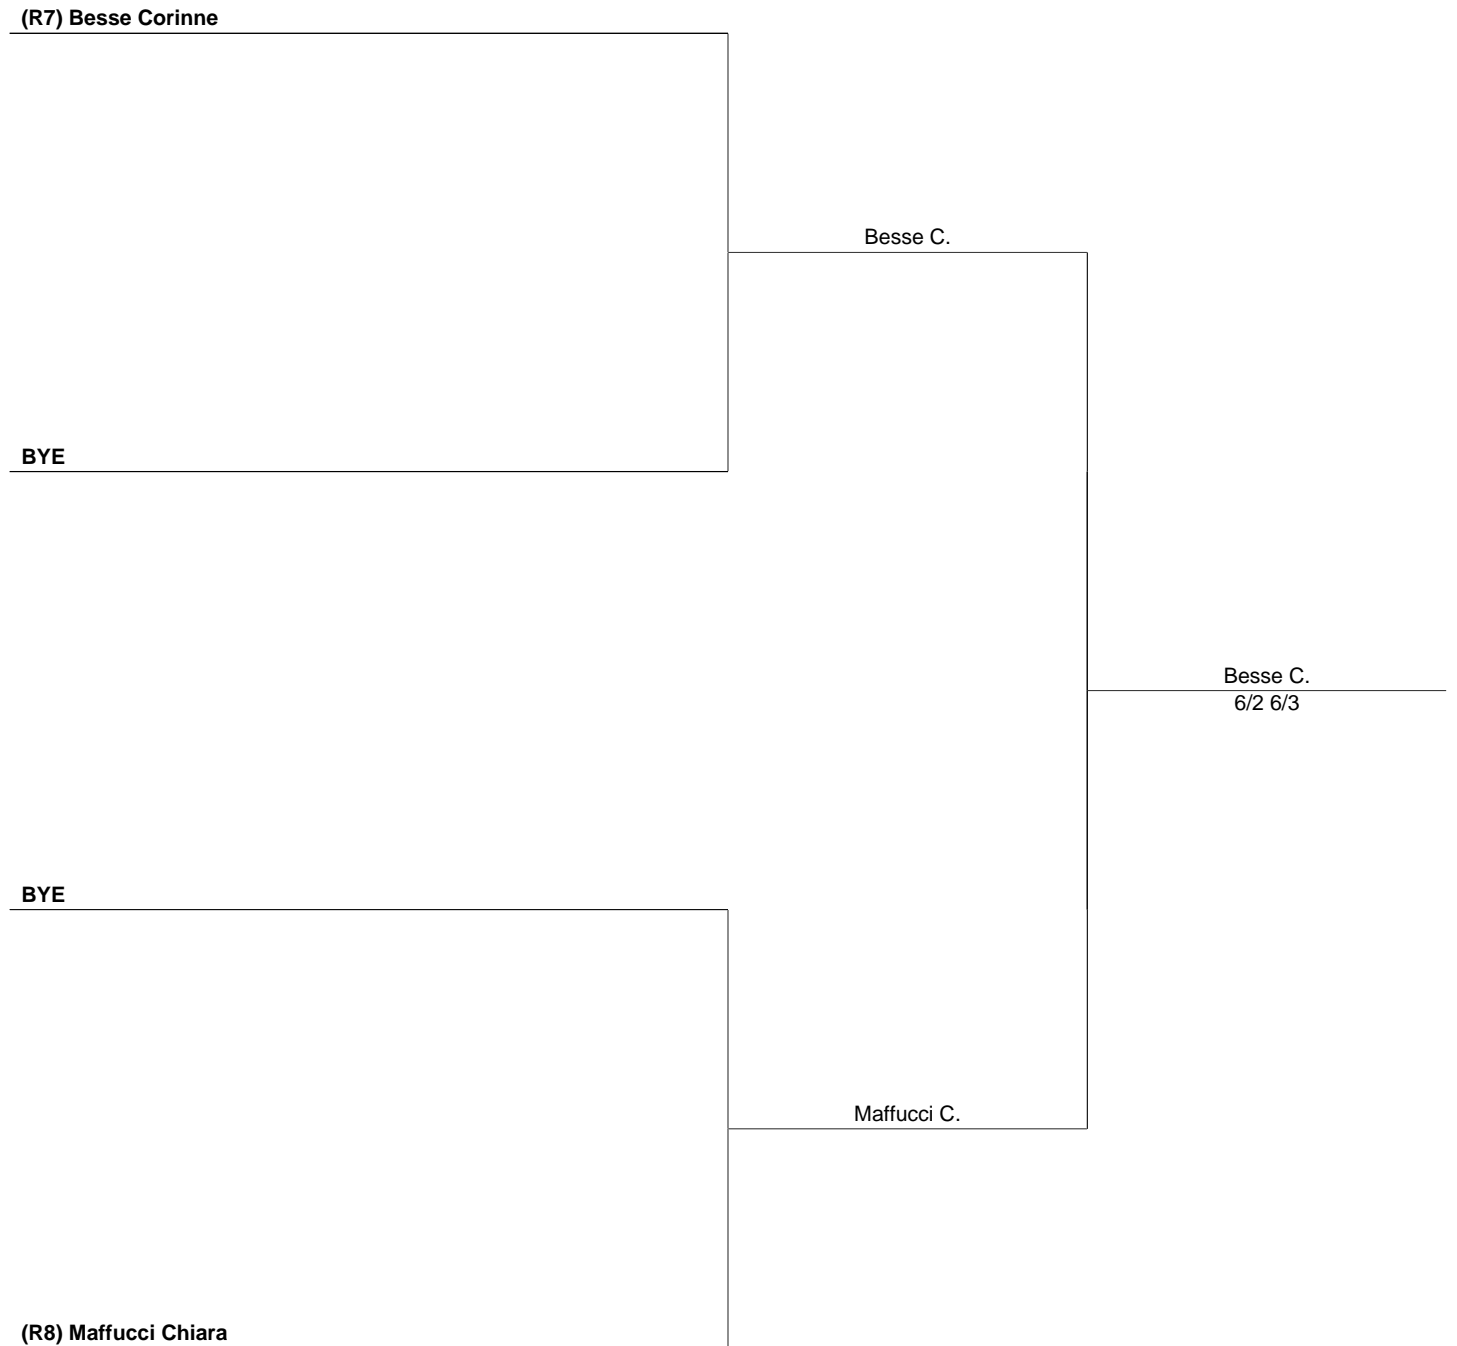 (R7) Besse Corinne
Besse C.
BYE
Besse C.
6/2 6/3
BYE
Maffucci C.
(R8) Maffucci Chiara